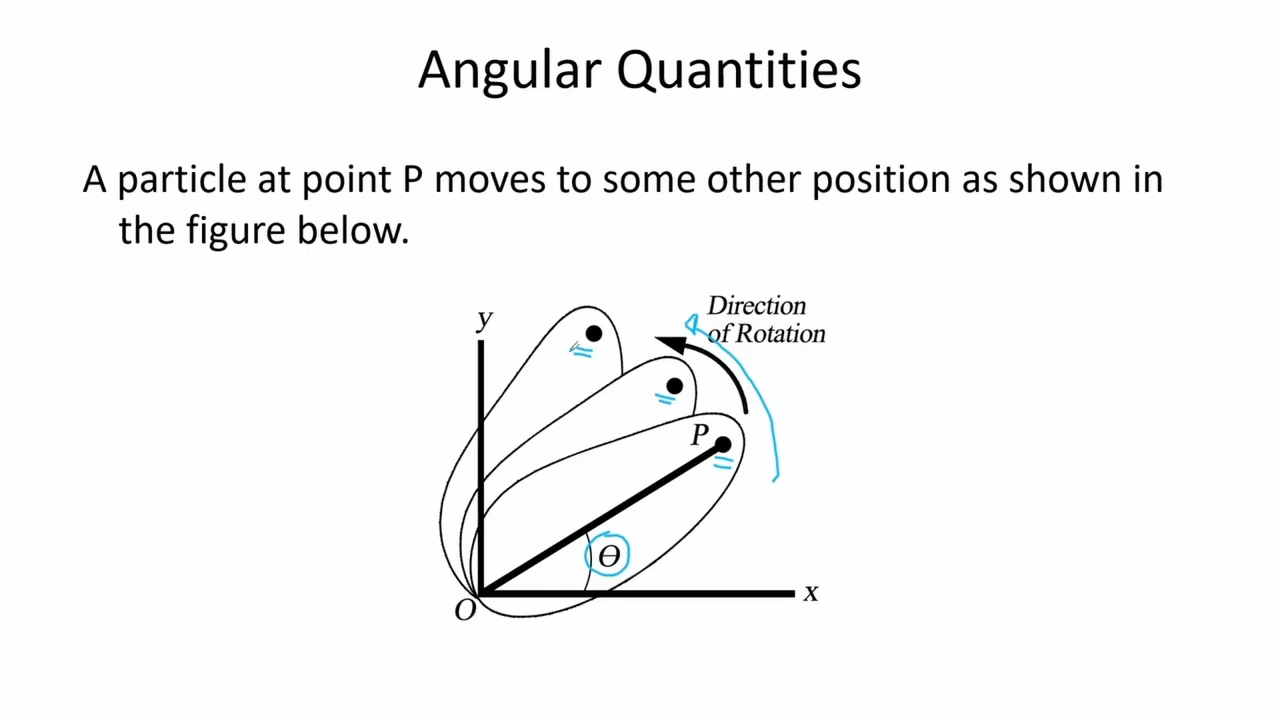 Angular Quantities
A particle at point P moves to some other position as shown in
the figure below.
Direction
of Rotation
y
P
Θ
x
O